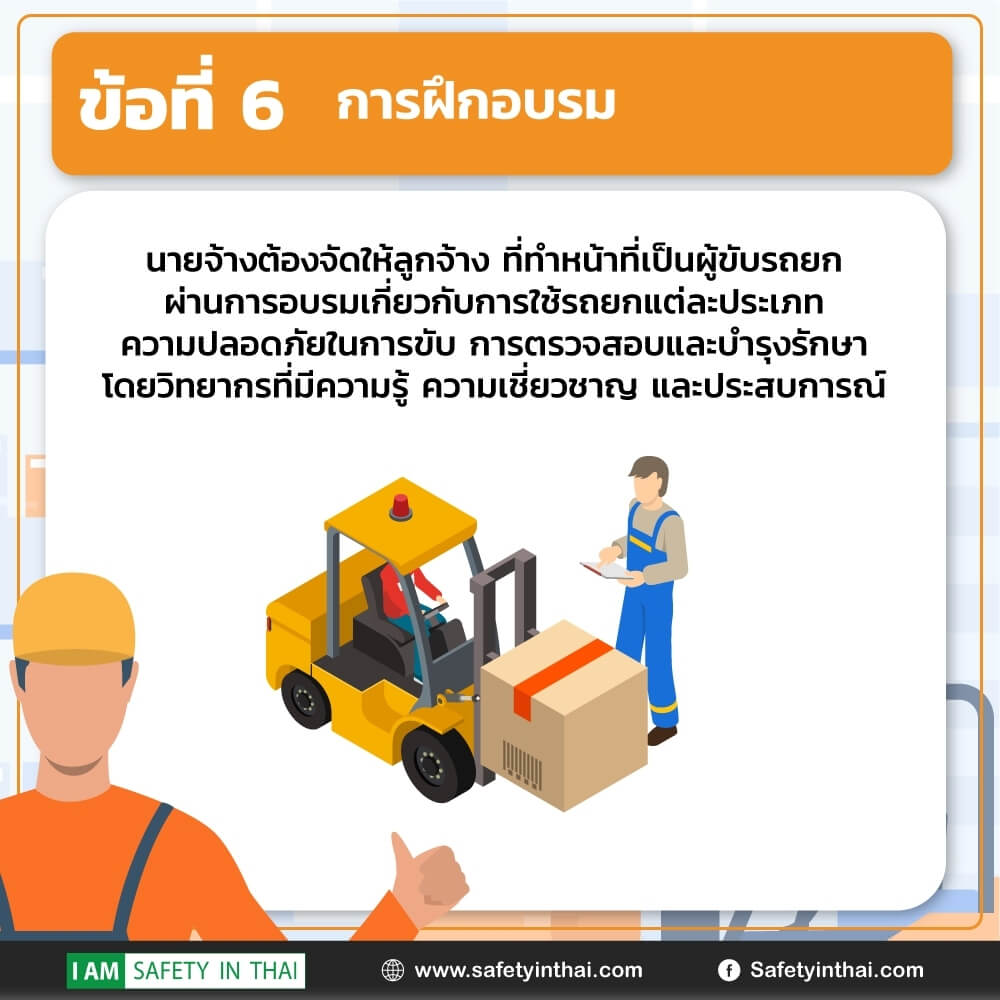 ข้อที่ 6 การฝึกอบรม
นายจ้างต้องจัดให้ลูกจ้าง ที่ทำหน้าที่เป็นผู้ขับรถยก
ผ่านการอบรมเกี่ยวกับการใช้รถยกแต่ละประเภท
ความปลอดภัยในการขับ การตรวจสอบและบำรุงรักษา
โดยวิทยากรที่มีความรู้ ความเชี่ยวชาญ และประสบการณ์
I AM SAFETY IN THAI www.safetyinthai.com Safetyinthai.com